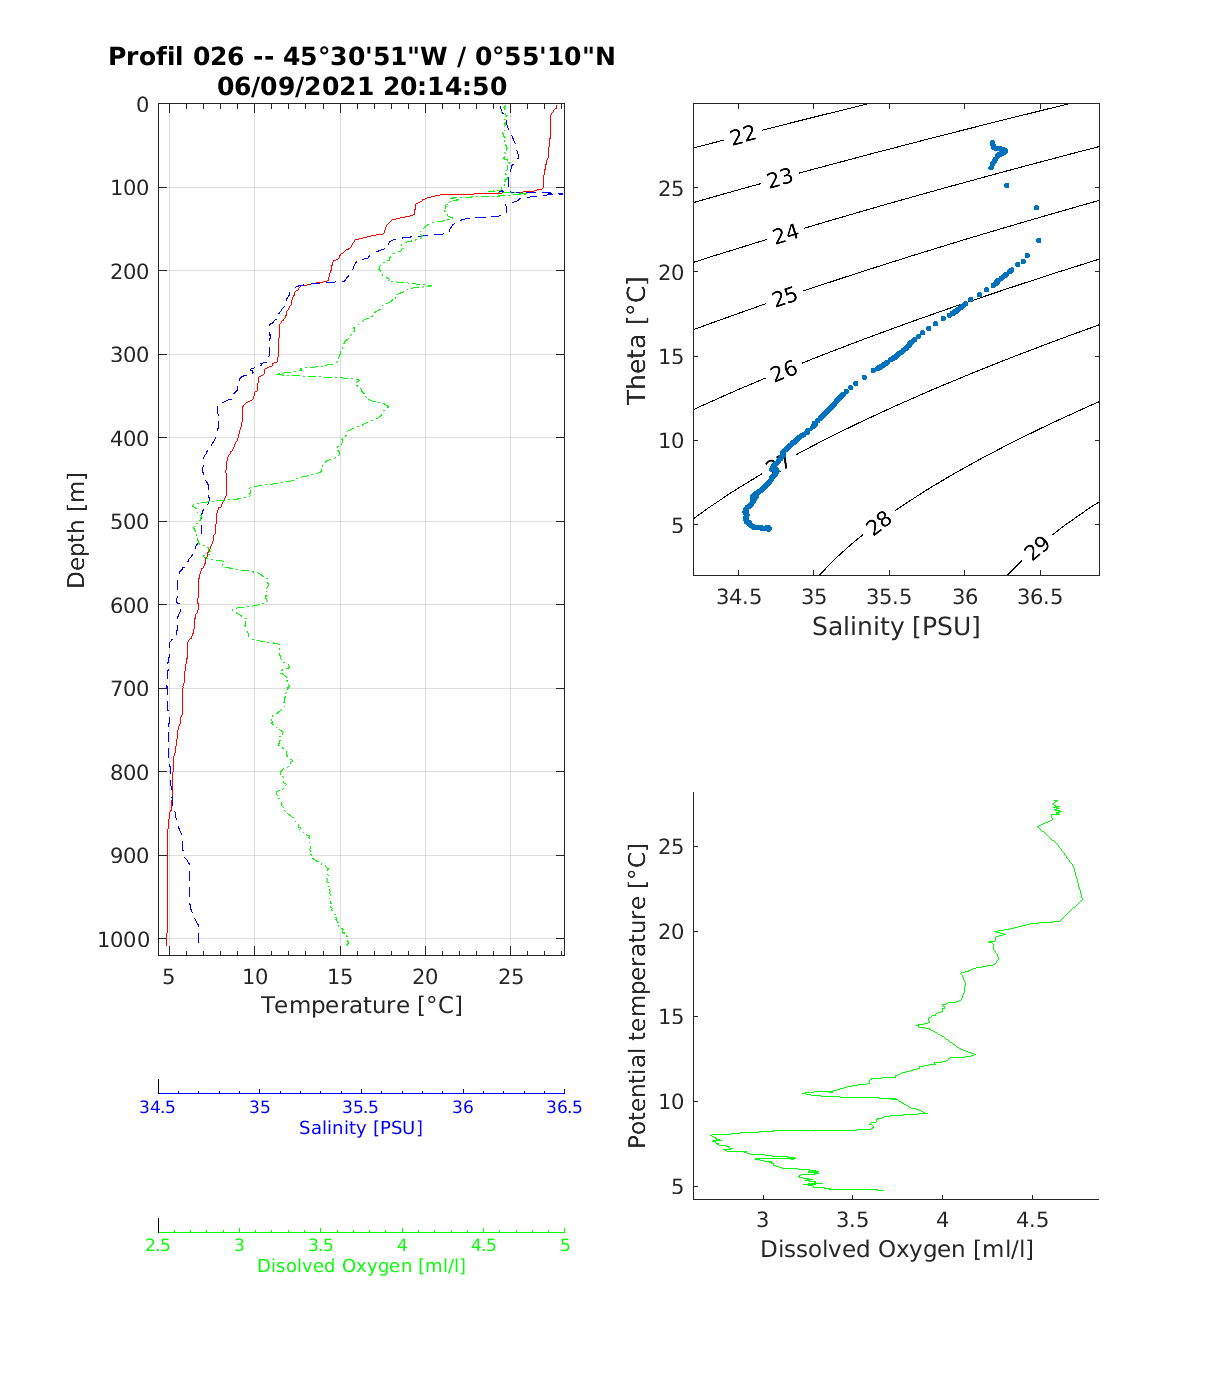 Profil 026 -- 45°30'51"W / 0°55'10"N
06/09/2021 20:14:50
0
100
200
300
400
500
600
700
800
900
1000
Depth [m]
5 10 15 20 25
Temperature [°C]
34.5 35 35.5 36 36.5
Salinity [PSU]
2.5 3 3.5 4 4.5 5
Disolved Oxygen [ml/l]
22
23
24
25
26
27
28
29
25
20
15
10
5
Theta [°C]
34.5 35 35.5 36 36.5
Salinity [PSU]
25
20
15
10
5
Potential temperature [°C]
3 3.5 4 4.5
Dissolved Oxygen [ml/l]